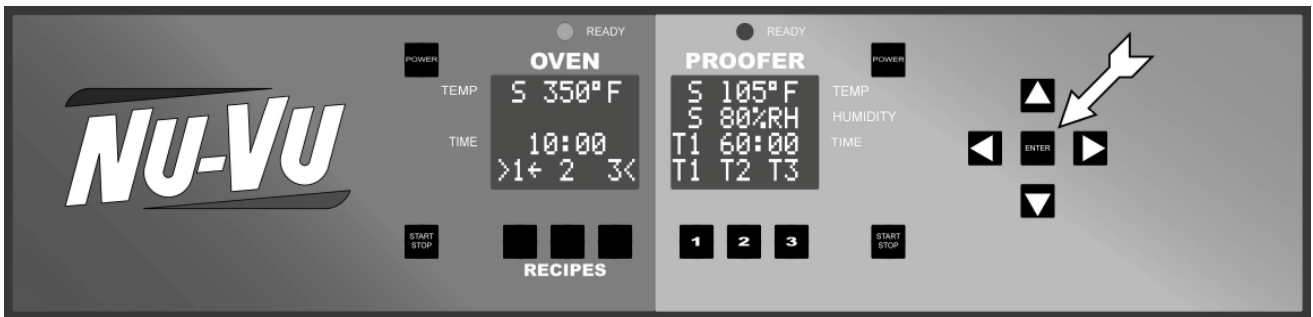 READY
READY
POWER
OVEN
PROOFER
POWER
TEMP
S 350°F
S 105°F
TEMP
S 80%RH
HUMIDITY
TIME
10:00
T1 60:00
TIME
>1← 2 3<
T1 T2 T3
NU-VU
ENTER
START
STOP
1 2 3
START
STOP
RECIPES